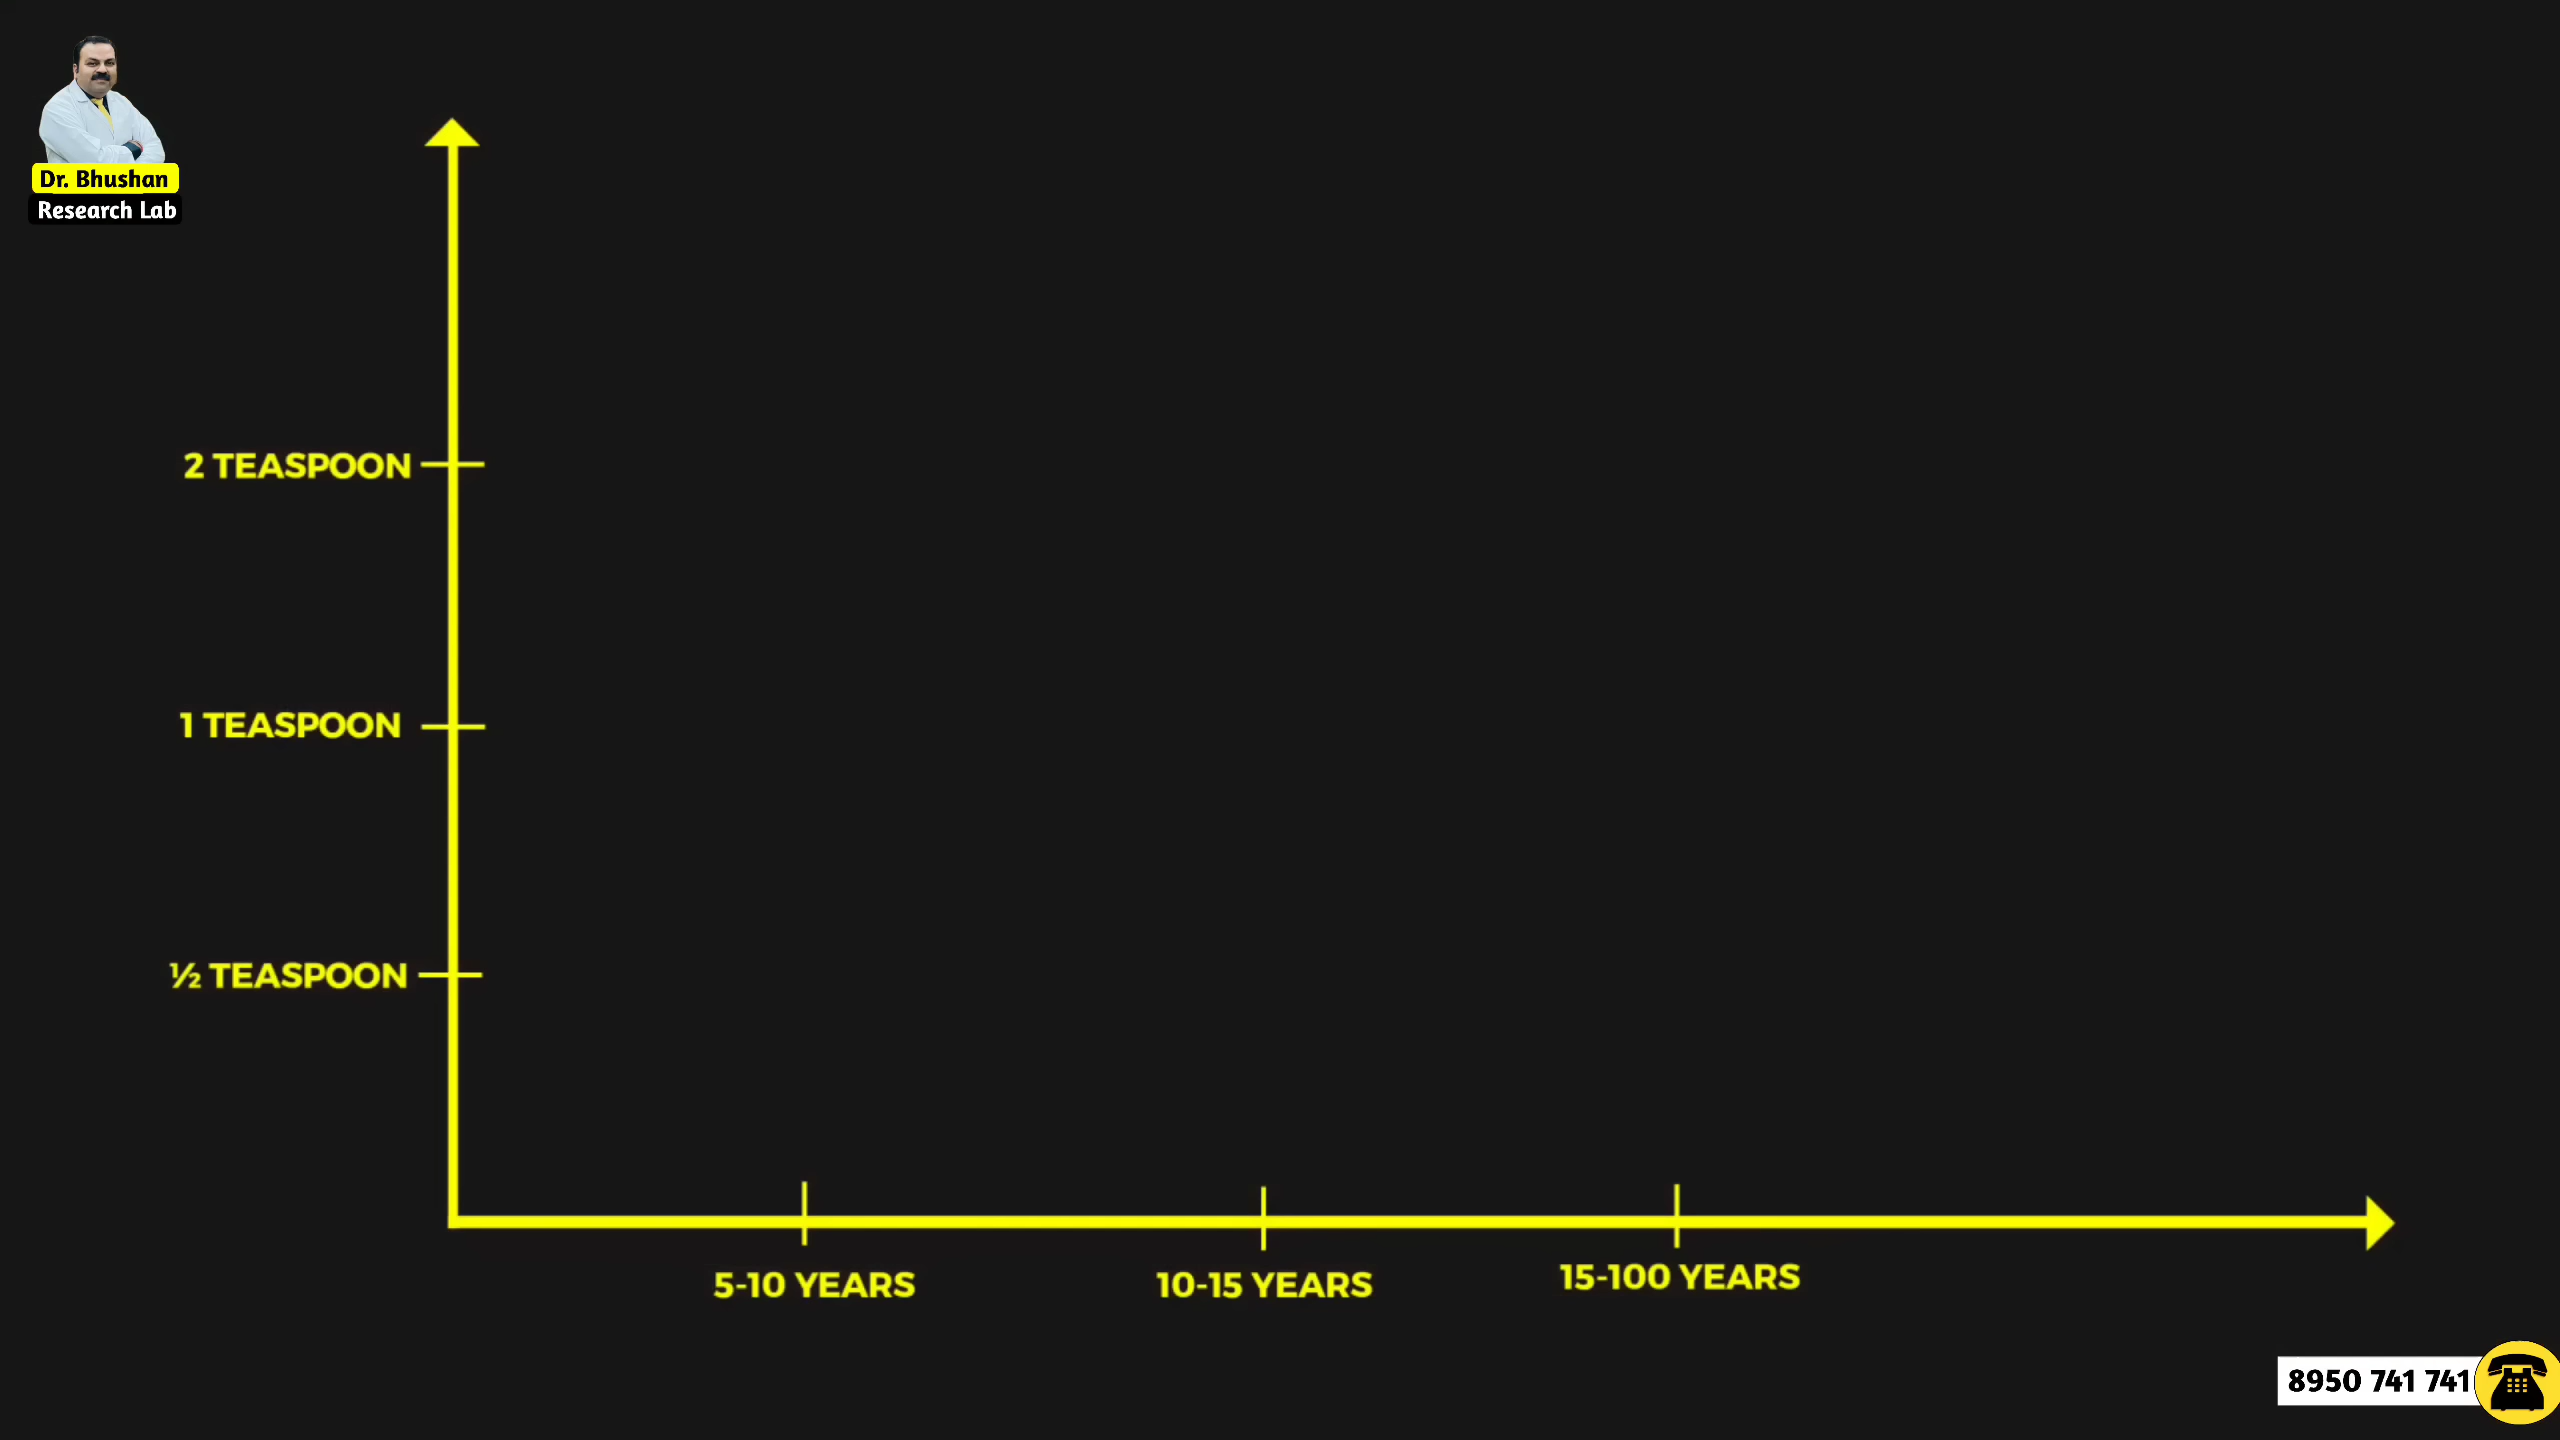 Dr. Bhushan
Research Lab
2 TEASPOON
1 TEASPOON
½ TEASPOON
5-10 YEARS
10-15 YEARS
15-100 YEARS
8950 741 741